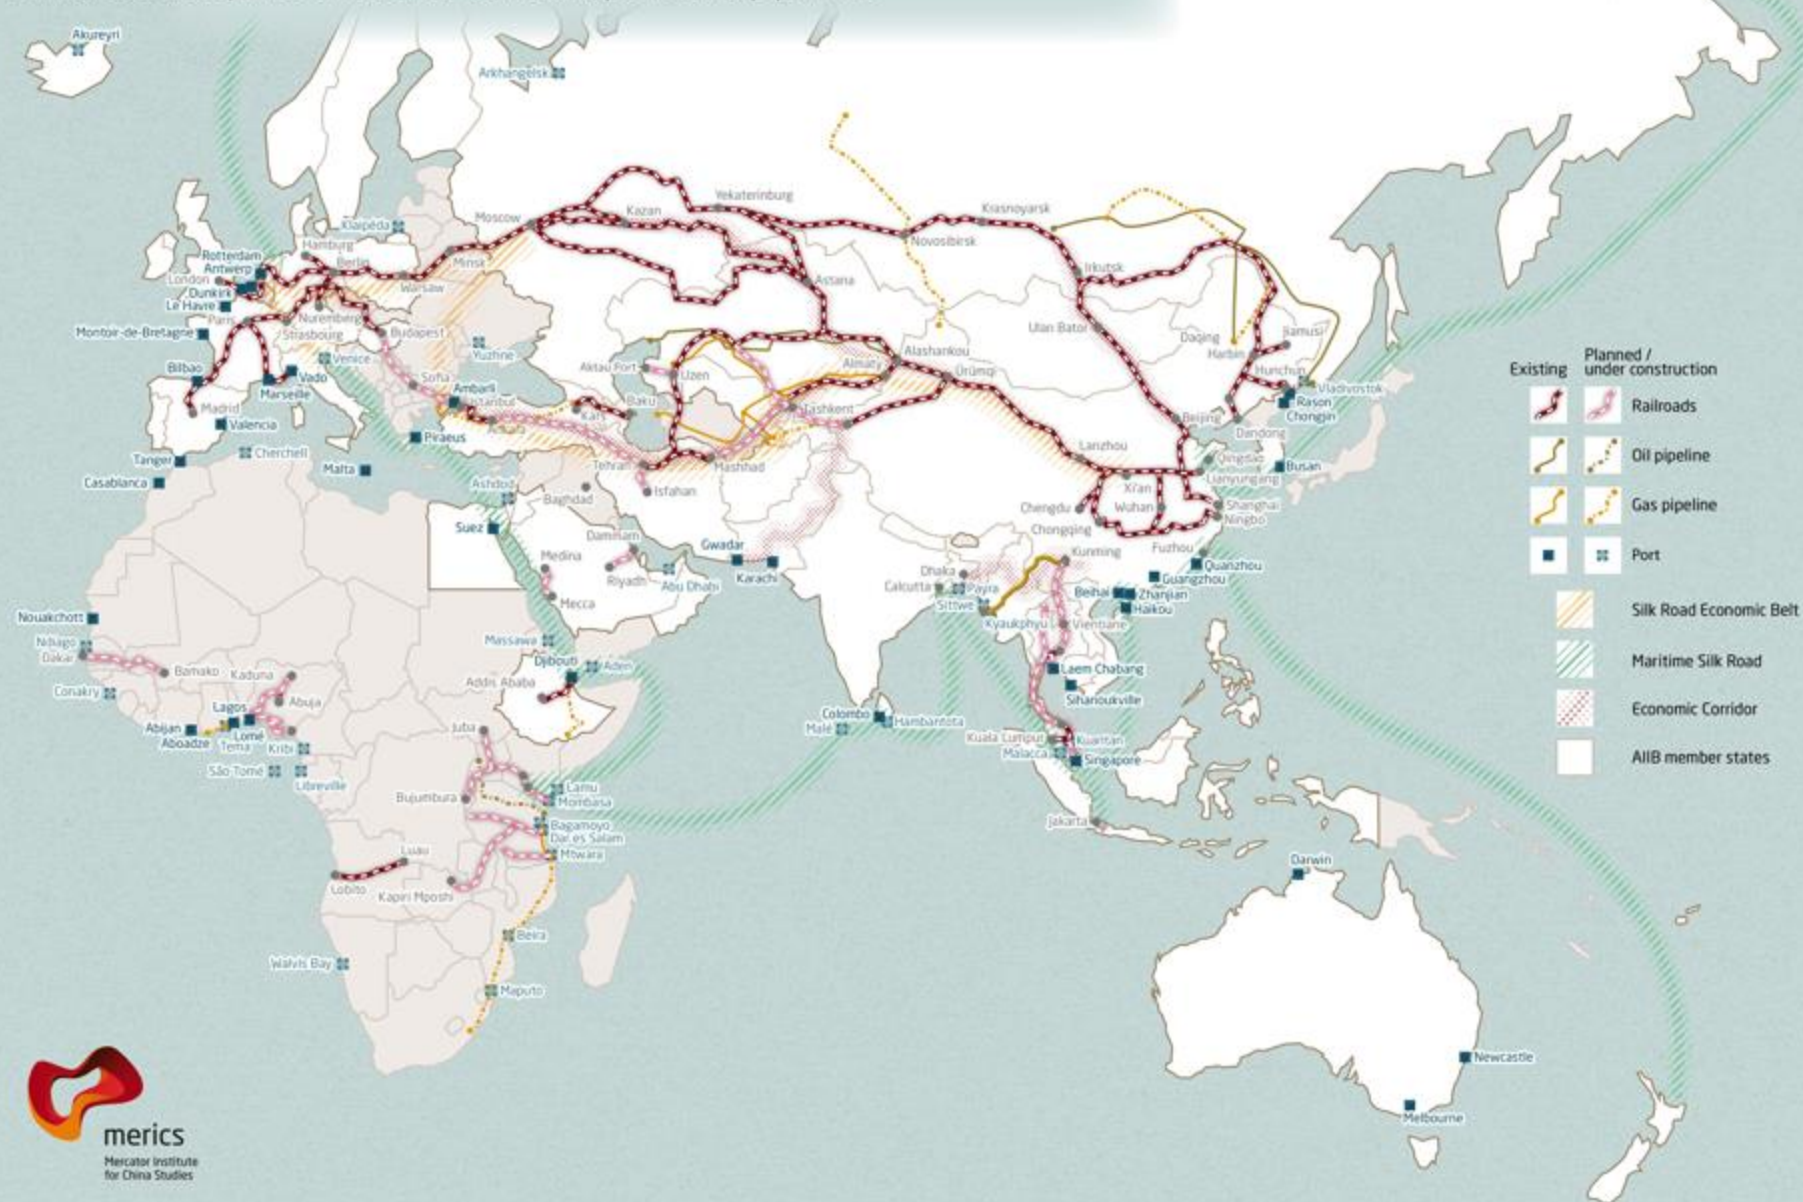 Akureyri
Arkhangelsk
Klaipėda
Moscow
Kazan
Yekaterinburg
Krasnoyarsk
Novosibirsk
Hamburg
Rotterdam
Antwerp
Berlin
London
Dunkirk
Le Havre
Paris
Minsk
Warsaw
Nuremberg
Strasbourg
Montoir-de-Bretagne
Budapest
Venice
Yuzhne
Astana
Irkutsk
Ulan Bator
Daqing
Jiamusi
Harbin
Hunchun
Vladivostok
Rason
Chongjin
Bilbao
Vado
Marseille
Madrid
Valencia
Sofia
Ambarli
Istanbul
Kars
Baku
Aktau Port
Uzen
Almaty
Alashankou
Ürümqi
Tashkent
Beijing
Dandong
Piraeus
Tanger
Casablanca
Cherchell
Malta
Tehran
Mashhad
Isfahan
Lanzhou
Qingdao
Busan
Lianyungang
Ashdod
Baghdad
Suez
Xi'an
Chengdu
Wuhan
Chongqing
Shanghai
Ningbo
Medina
Dammam
Riyadh
Mecca
Abu Dhabi
Gwadar
Karachi
Kunming
Fuzhou
Quanzhou
Guangzhou
Dhaka
Calcutta
Payra
Sittwe
Kyaukphyu
Beihai
Zhanjian
Haikou
Vientiane
Nouakchott
Ndiago
Dakar
Bamako
Kaduna
Conakry
Abuja
Lagos
Abijan
Aboadze
Lomé
Tema
Kribi
São Tomé
Libreville
Massawa
Djibouti
Aden
Addis Ababa
Juba
Laem Chabang
Sihanoukville
Colombo
Hambantota
Malé
Kuala Lumpur
Kuantan
Malacca
Singapore
Jakarta
Bujumbura
Lamu
Mombasa
Bagamoyo
Dar es Salam
Mtwara
Luau
Lobito
Kapiri Mposhi
Beira
Walvis Bay
Maputo
Darwin
Newcastle
Melbourne
Existing
Planned /
under construction
Railroads
Oil pipeline
Gas pipeline
Port
Silk Road Economic Belt
Maritime Silk Road
Economic Corridor
AIIB member states
merics
Mercator Institute
for China Studies